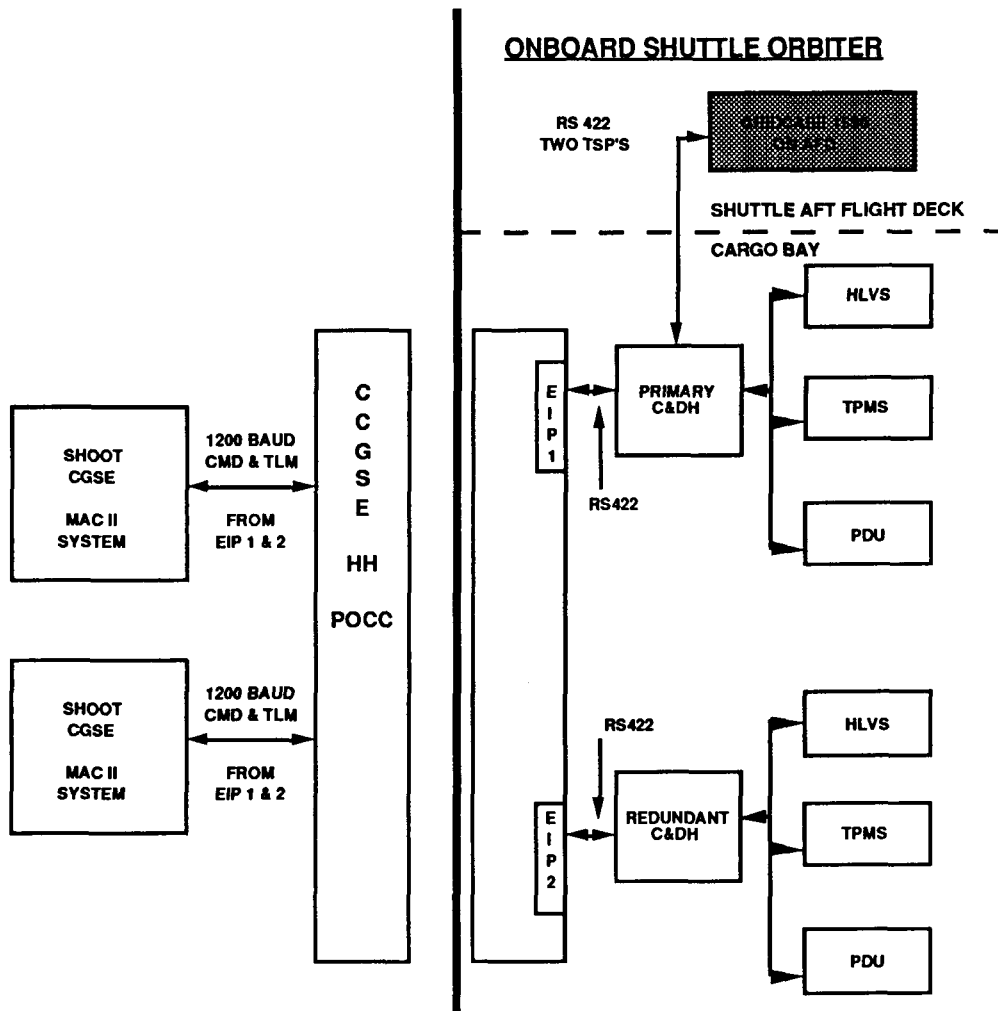 ONBOARD SHUTTLE ORBITER
RS 422
TWO TSP'S
ON AFD
SHUTTLE AFT FLIGHT DECK
CARGO BAY
HLVS
TPMS
PDU
PRIMARY
C&DH
E
I
P
1
RS422
C
C
G
S
E
HH
POCC
SHOOT
CGSE
MAC II
SYSTEM
1200 BAUD
CMD & TLM
FROM
EIP 1 & 2
SHOOT
CGSE
MAC II
SYSTEM
1200 BAUD
CMD & TLM
FROM
EIP 1 & 2
RS422
E
I
P
2
REDUNDANT
C&DH
HLVS
TPMS
PDU